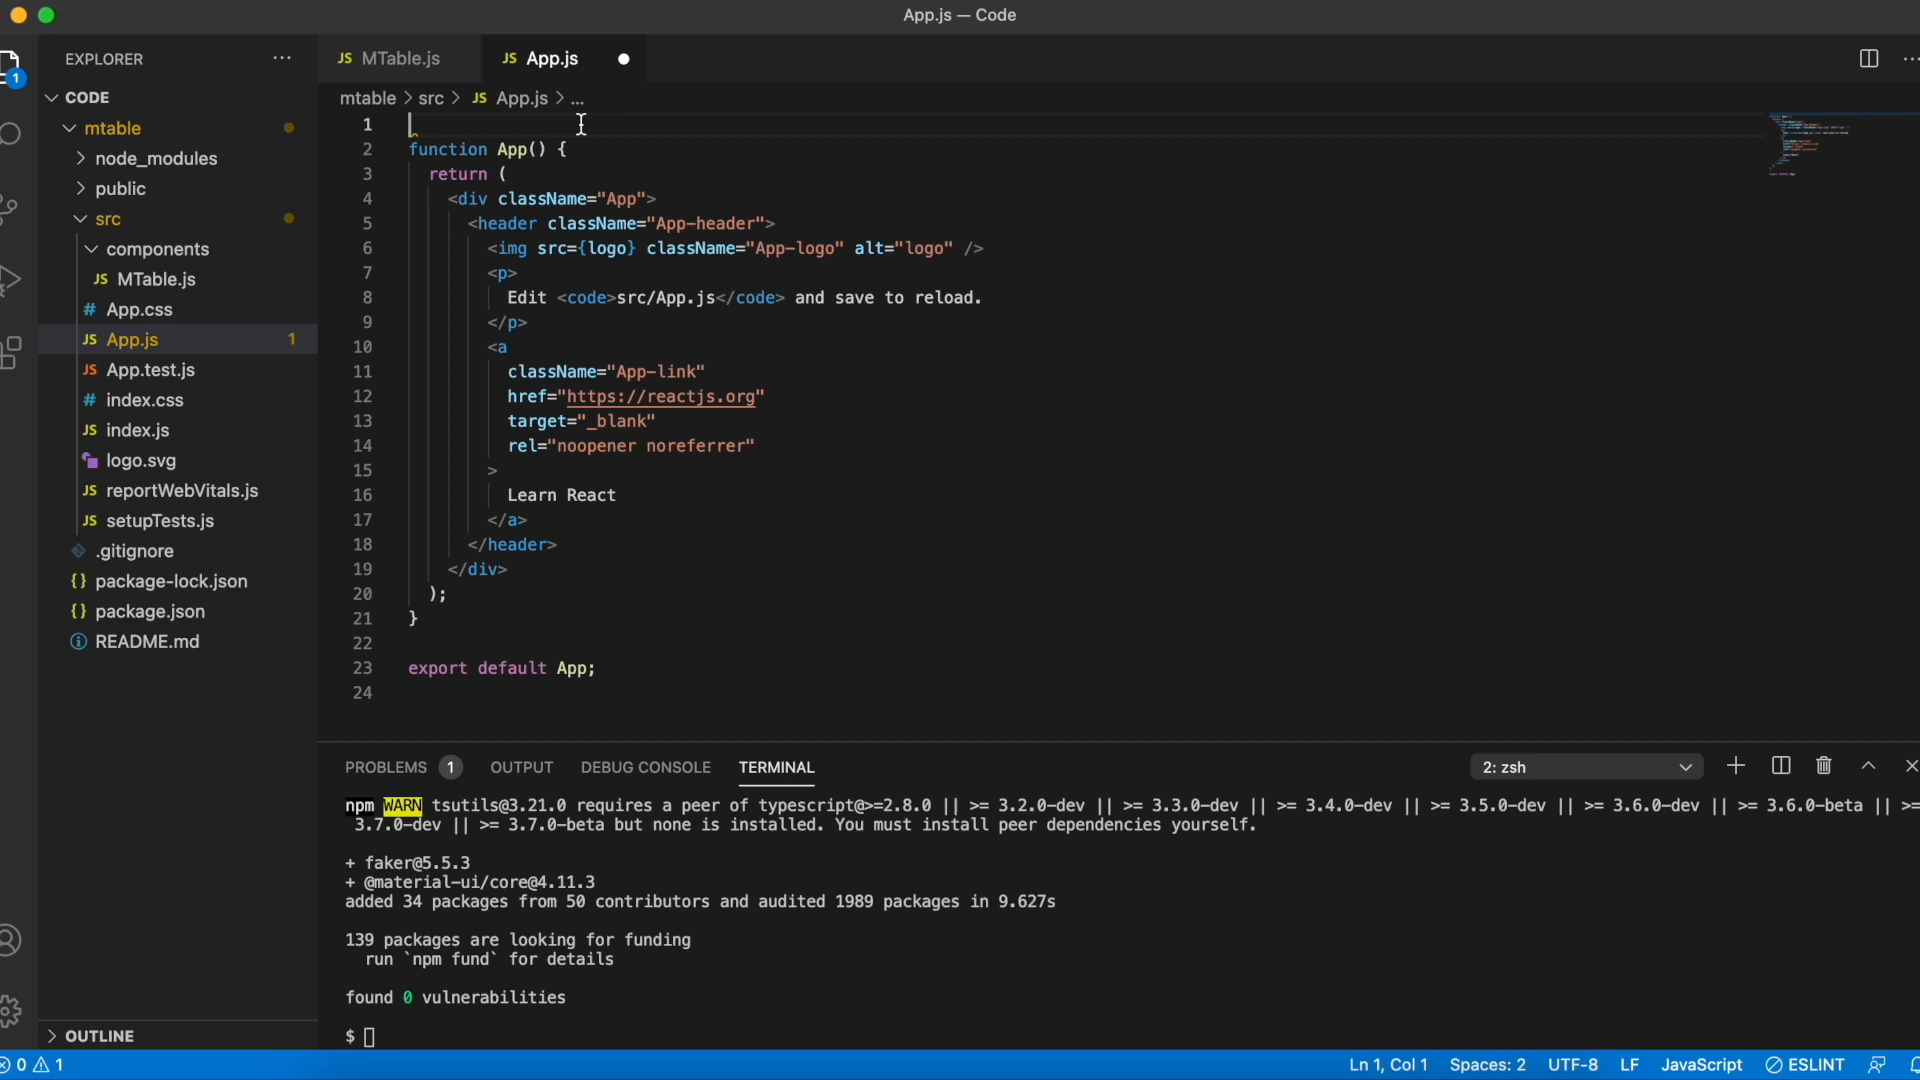 App.js — Code
EXPLORER
JS MTable.js
JS App.js
1
CODE
mtable > src > JS App.js > ...
mtable
node_modules
public
src
components
JS MTable.js
# App.css
JS App.js 1
JS App.test.js
# index.css
JS index.js
logo.svg
JS reportWebVitals.js
JS setupTests.js
.gitignore
{} package-lock.json
{} package.json
README.md
OUTLINE
1
2 function App() {
3 return (
4 <div className="App">
5 <header className="App-header">
6 <img src={logo} className="App-logo" alt="logo" />
7 <p>
8 Edit <code>src/App.js</code> and save to reload.
9 </p>
10 <a
11 className="App-link"
12 href="https://reactjs.org"
13 target="_blank"
14 rel="noopener noreferrer"
15 >
16 Learn React
17 </a>
18 </header>
19 </div>
20 );
21 }
22
23 export default App;
24
PROBLEMS 1 OUTPUT DEBUG CONSOLE TERMINAL
2: zsh
npm WARN tsutils@3.21.0 requires a peer of typescript@>=2.8.0 || >= 3.2.0-dev || >= 3.3.0-dev || >= 3.4.0-dev || >= 3.5.0-dev || >= 3.6.0-dev || >= 3.6.0-beta || >=
3.7.0-dev || >= 3.7.0-beta but none is installed. You must install peer dependencies yourself.
+ faker@5.5.3
+ @material-ui/core@4.11.3
added 34 packages from 50 contributors and audited 1989 packages in 9.627s
139 packages are looking for funding
run `npm fund` for details
found 0 vulnerabilities
$
0 1
Ln 1, Col 1 Spaces: 2 UTF-8 LF JavaScript ESLINT